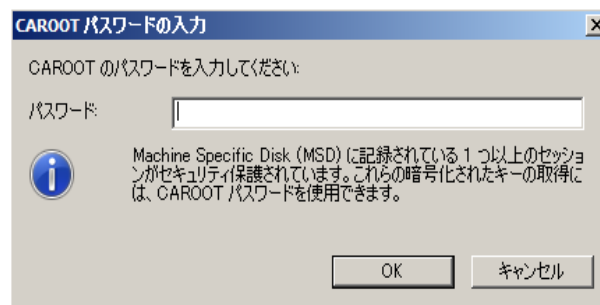 CAROOT パスワードの入力
CAROOT のパスワードを入力してください:
パスワード:
Machine Specific Disk (MSD) に記録されている 1 つ以上のセッショ
ンがセキュリティ保護されています。これらの暗号化されたキーの取得に
は、CAROOT パスワードを使用できます。
OK
キャンセル